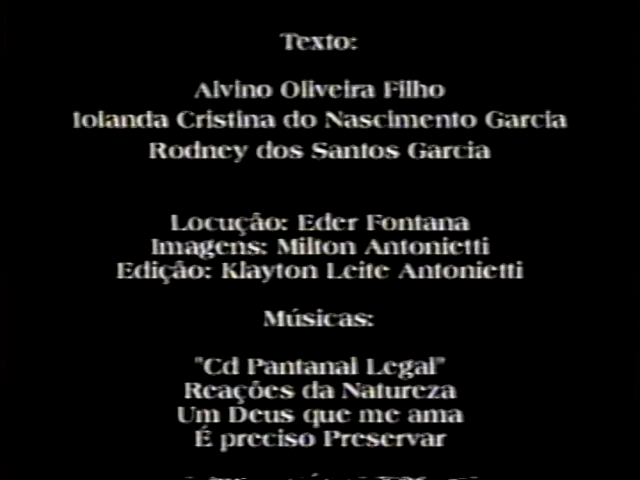 Texto:
Alvino Oliveira Filho
Iolanda Cristina do Nascimento Garcia
Rodney dos Santos Garcia
Locução: Eder Fontana
Imagens: Milton Antonietti
Edição: Klayton Leite Antonietti
Músicas:
"Cd Pantanal Legal"
Reações da Natureza
Um Deus que me ama
É preciso Preservar